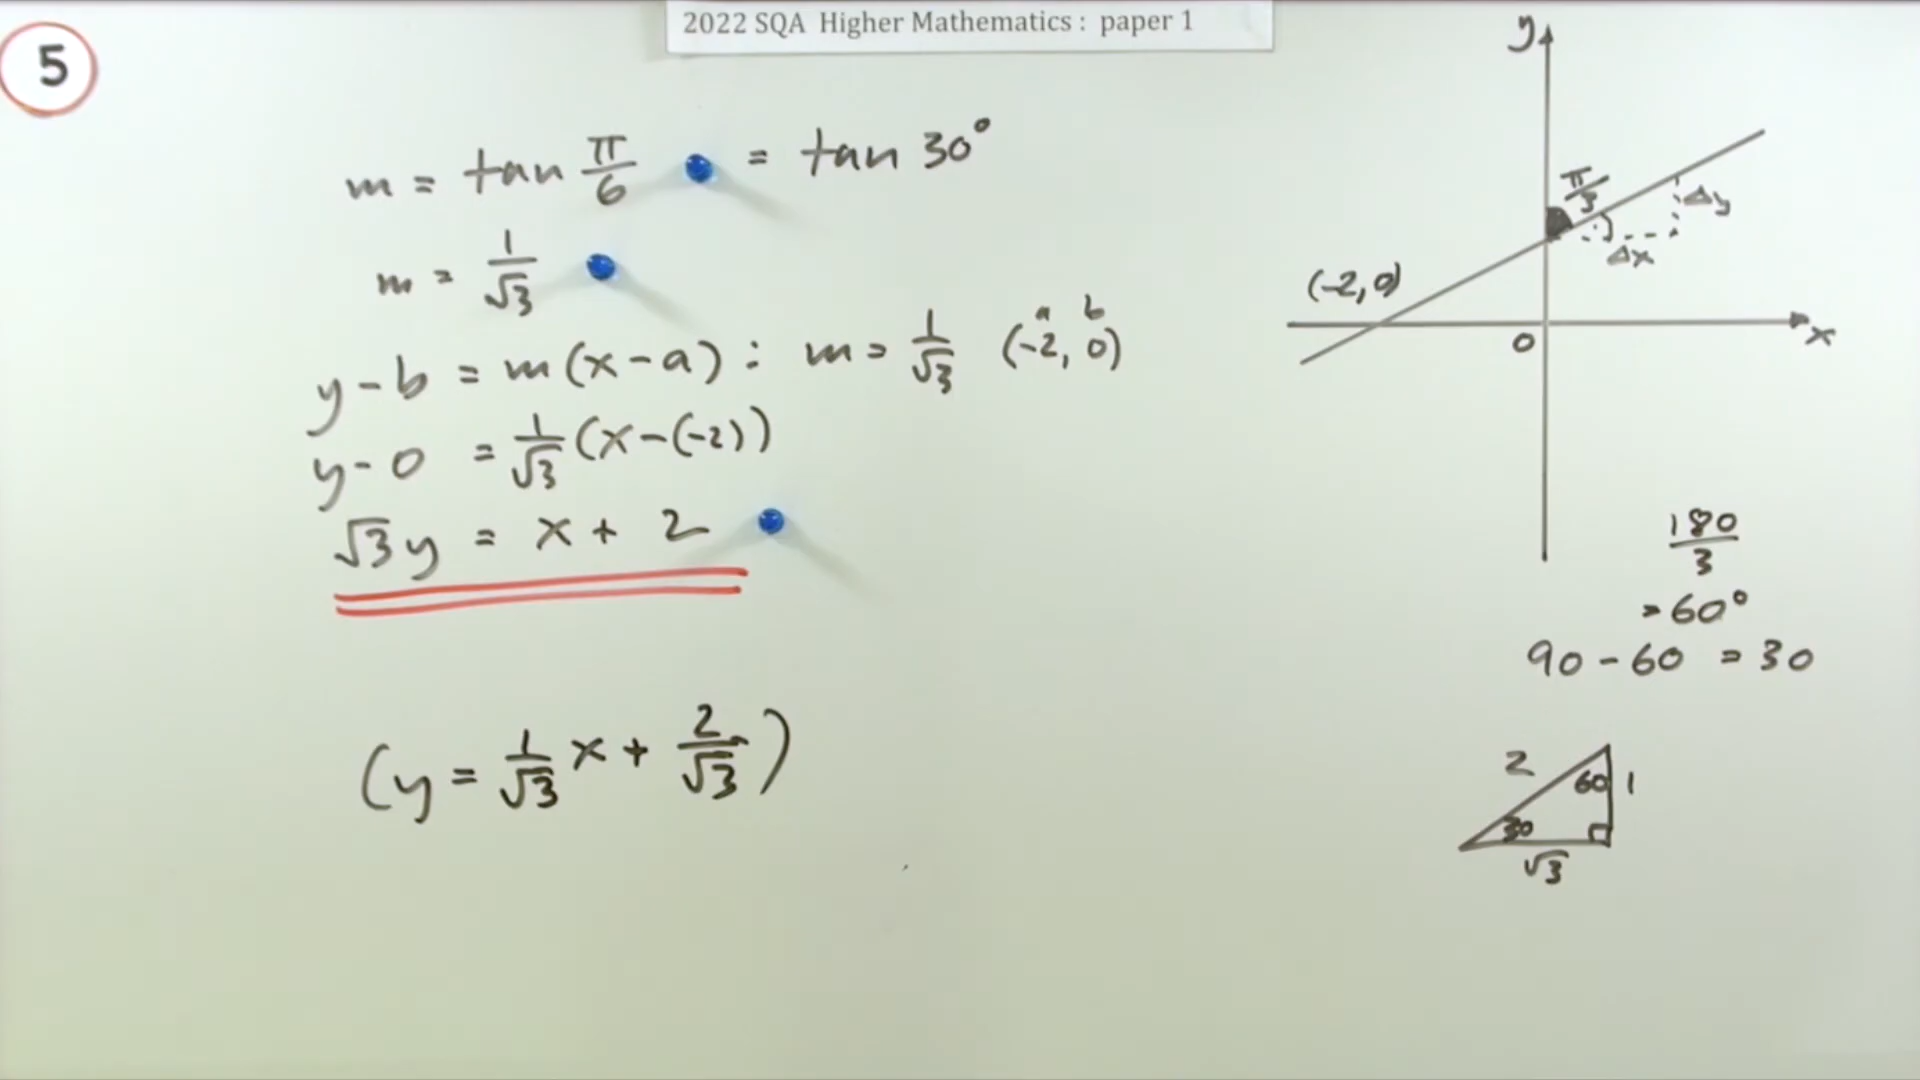 2022 SQA Higher Mathematics : paper 1
5
m = tan π/6 = tan 30°
m = 1/√3
y - b = m(x - a) : m = 1/√3 (-2, 0)
a b
y - 0 = 1/√3 (x - (-2))
√3y = x + 2
(y = 1/√3 x + 2/√3)
y
π/3
Δy
Δx
(-2, 0)
0
x
180/3
= 60°
90 - 60 = 30
2
60
1
30
√3